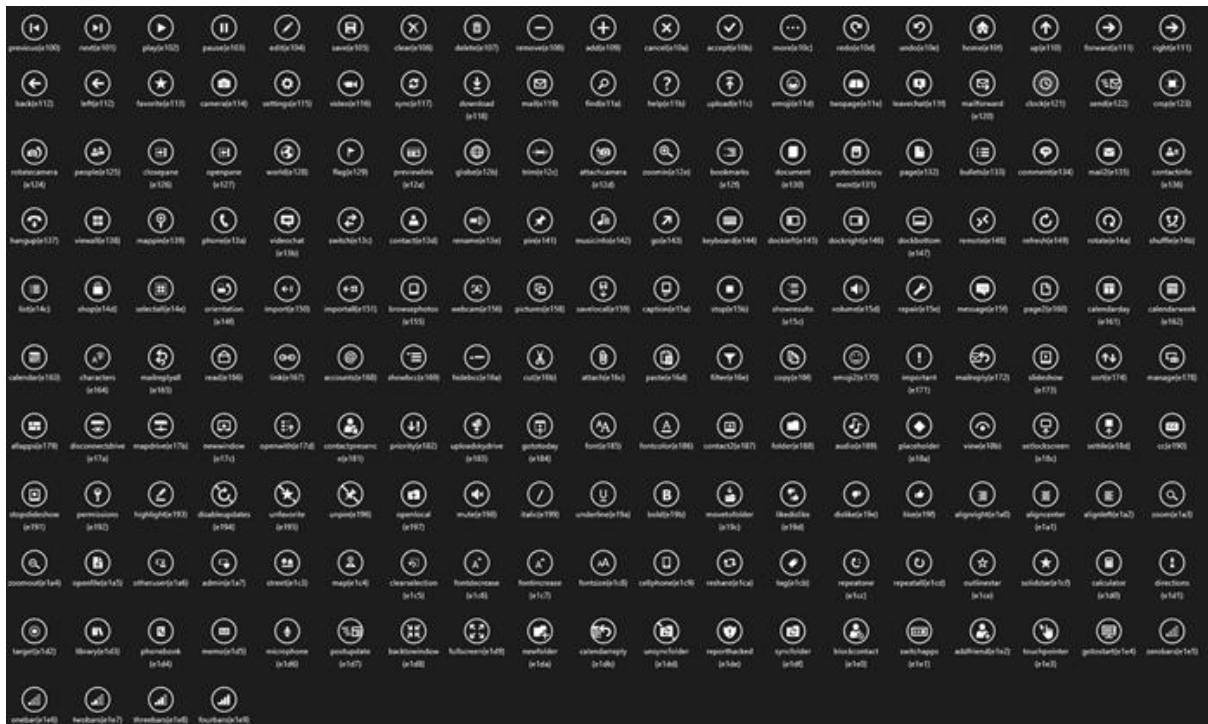 previous(e100) next(e101) play(e102) pause(e103) edit(e104) save(e105) clear(e106) delete(e107) remove(e108) add(e109) cancel(e10a) accept(e10b) more(e10c) redo(e10d) undo(e10e) home(e10f) up(e110) forward(e111) right(e111)
back(e112) left(e112) favorite(e113) camera(e114) settings(e115) video(e116) sync(e117) download mail(e119) find(e11a) help(e11b) upload(e11c) emoji(e11d) twopage(e11e) leavechat(e11f) mailforward clock(e121) send(e122) crop(e123)
(e118) (e120)
rotatecamera people(e125) closepane openpane world(e128) flag(e129) previewlink globe(e12b) trim(e12c) attachcamera zoomin(e12e) bookmarks document protecteddocu page(e132) bullets(e133) comment(e134) mail2(e135) contactinfo
(e124) (e126) (e127) (e12a) (e12d) (e12f) (e130) ment(e131) (e136)
hangup(e137) viewall(e138) mappin(e139) phone(e13a) videochat switch(e13c) contact(e13d) rename(e13e) pin(e141) musicinfo(e142) go(e143) keyboard(e144) dockleft(e145) dockright(e146) dockbottom remote(e148) refresh(e149) rotate(e14a) shuffle(e14b)
(e13b) (e147)
list(e14c) shop(e14d) selectall(e14e) orientation import(e150) importall(e151) browsephotos webcam(e156) pictures(e158) savelocal(e159) caption(e15a) stop(e15b) showresults volume(e15d) repair(e15e) message(e15f) page2(e160) calendarday calendarweek
(e14f) (e155) (e15c) (e161) (e162)
calendar(e163) characters mailreplyall read(e166) link(e167) accounts(e168) showbcc(e169) hidebcc(e16a) cut(e16b) attach(e16c) paste(e16d) filter(e16e) copy(e16f) emoji2(e170) important mailreply(e172) slideshow sort(e174) manage(e178)
(e164) (e165) (e171) (e173)
allapps(e179) disconnectdrive mapdrive(e17b) newwindow openwith(e17d) contactpresenc priority(e182) uploadskydrive gototoday font(e185) fontcolor(e186) contact2(e187) folder(e188) audio(e189) placeholder view(e18b) setlockscreen settile(e18d) cc(e190)
(e17a) (e17c) e(e181) (e183) (e184) (e18a) (e18c)
stopslideshow permissions highlight(e193) disableupdates unfavorite unpin(e196) openlocal mute(e198) italic(e199) underline(e19a) bold(e19b) movetofolder likedislike dislike(e19e) like(e19f) alignright(e1a0) aligncenter alignleft(e1a2) zoom(e1a3)
(e191) (e192) (e194) (e195) (e197) (e19c) (e19d) (e1a1)
zoomout(e1a4) openfile(e1a5) otheruser(e1a6) admin(e1a7) street(e1c3) map(e1c4) clearselection fontdecrease fontincrease fontsize(e1c8) cellphone(e1c9) reshare(e1ca) tag(e1cb) repeatone repeatall(e1cd) outlinestar solidstar(e1cf) calculator directions
(e1c5) (e1c6) (e1c7) (e1cc) (e1ce) (e1d0) (e1d1)
target(e1d2) library(e1d3) phonebook memo(e1d5) microphone postupdate backtowindow fullscreen(e1d9) newfolder calendarreply unsyncfolder reporthacked syncfolder blockcontact switchapps addfriend(e1e2) touchpointer gotostart(e1e4) zerobars(e1e5)
(e1d4) (e1d6) (e1d7) (e1d8) (e1da) (e1db) (e1dd) (e1de) (e1df) (e1e0) (e1e1) (e1e3)
onebar(e1e6) twobars(e1e7) threebars(e1e8) fourbars(e1e9)